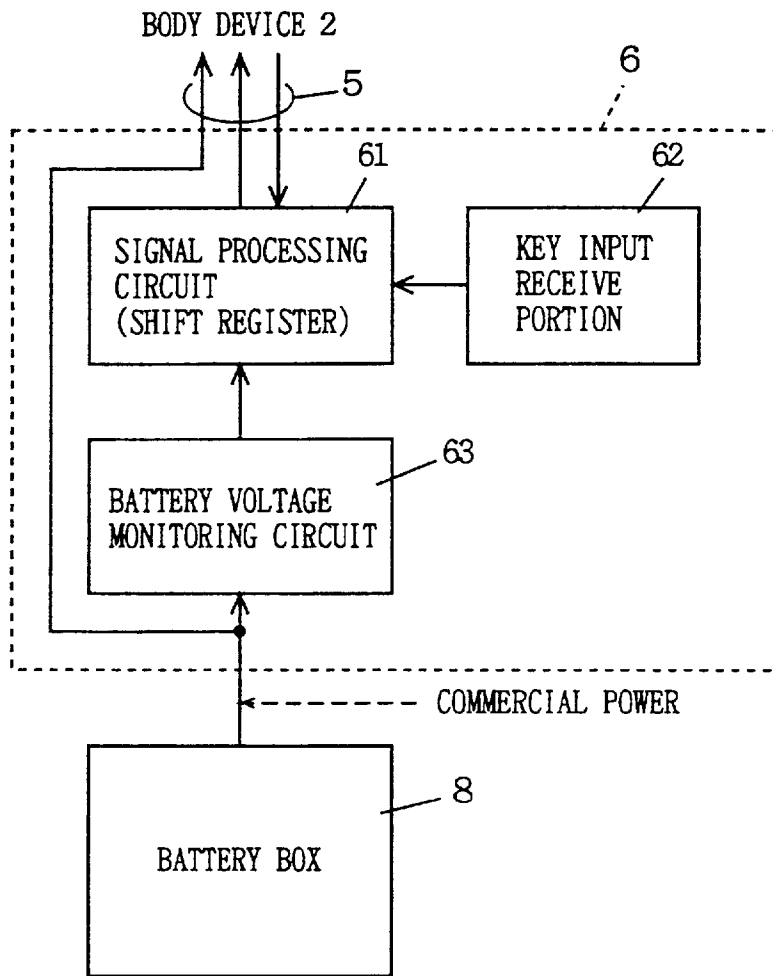 BODY DEVICE 2
5
6
61
62
SIGNAL PROCESSING
CIRCUIT
(SHIFT REGISTER)
KEY INPUT
RECEIVE
PORTION
63
BATTERY VOLTAGE
MONITORING CIRCUIT
COMMERCIAL POWER
8
BATTERY BOX